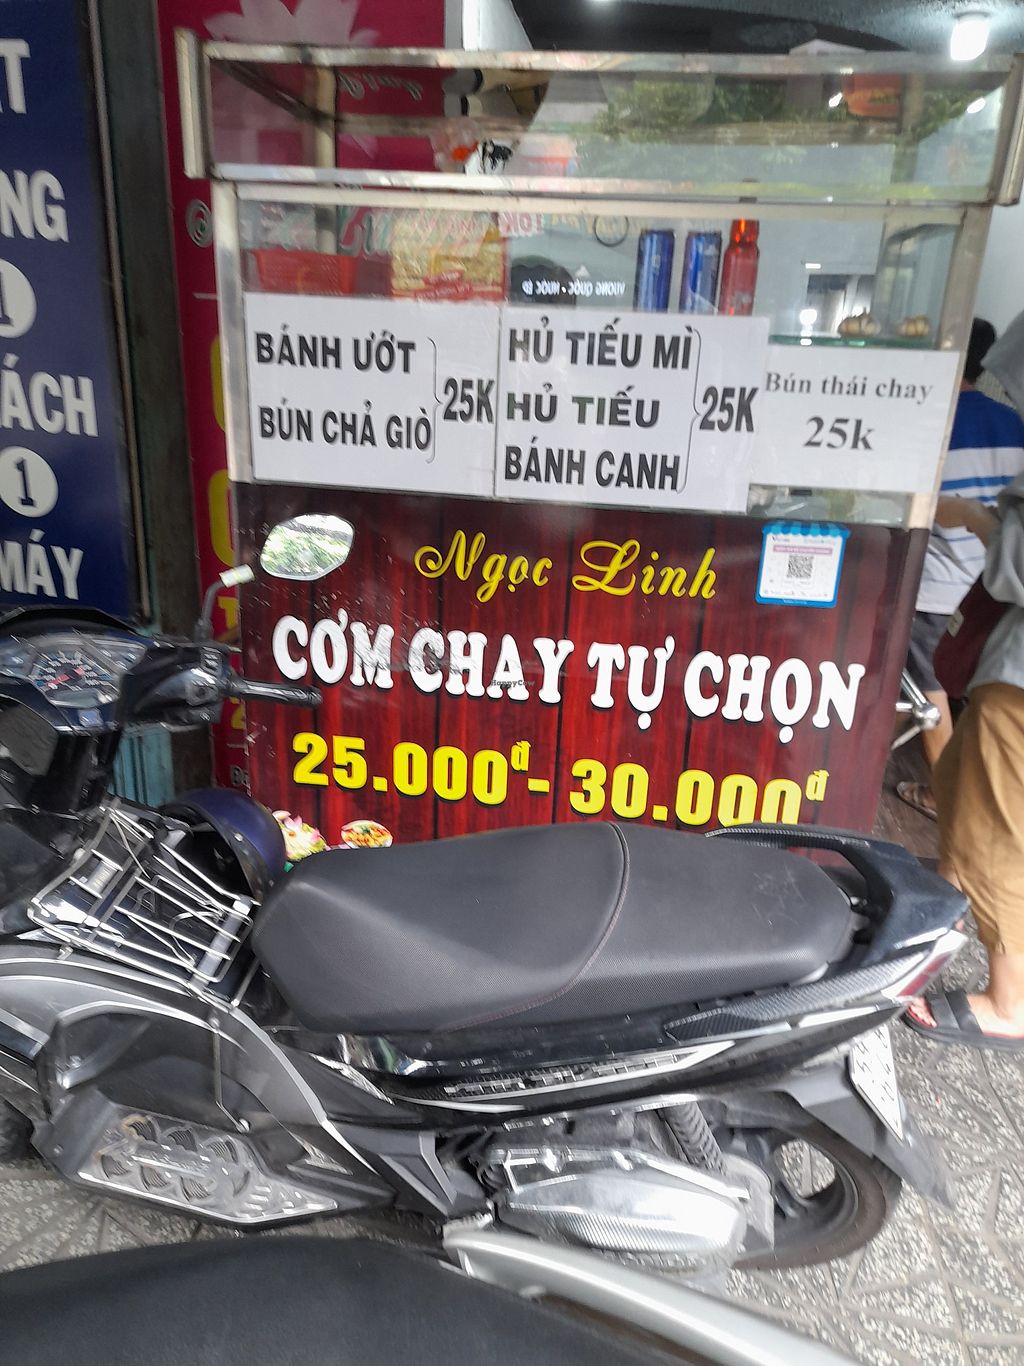 T
NG
1
ÁCH
1
MÁY
BÁNH ƯỚT
BÚN CHẢ GIÒ
25K
HỦ TIẾU MÌ
HỦ TIẾU
BÁNH CANH
25K
Bún thái chay
25k
Ngọc Linh
CƠM CHAY TỰ CHỌN
HappyCow
25.000đ - 30.000đ